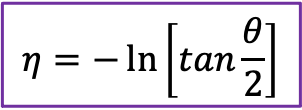 η = − ln [tan θ/2]